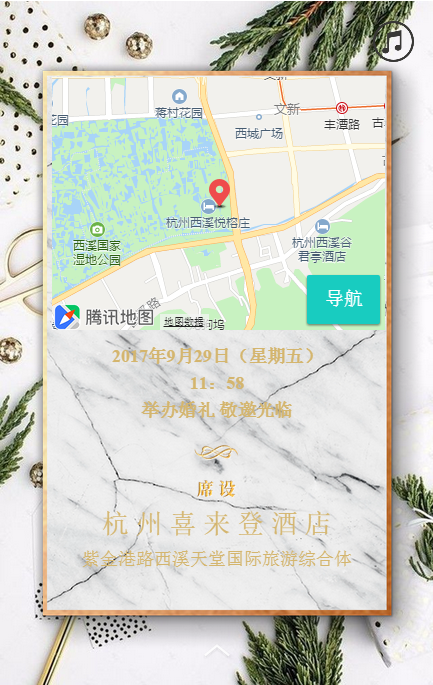 文新
蒋村花园
花园
文新
丰潭路
古
西城广场
古
杭州西溪悦榕庄
西溪国家
湿地公园
杭州西溪谷
君亭酒店
导航
腾讯地图
地图数据
坞
2017年9月29日（星期五）
11：58
举办婚礼 敬邀光临
席 设
杭州喜来登酒店
紫金港路西溪天堂国际旅游综合体